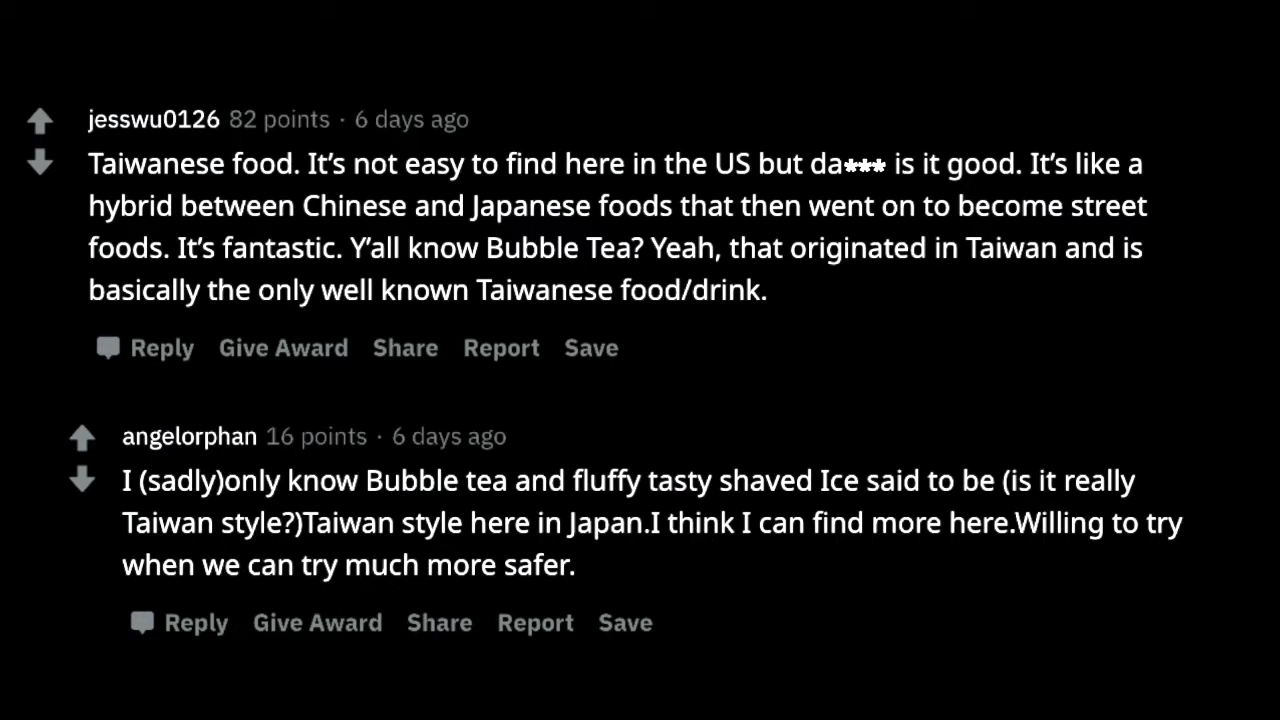 jesswu0126 82 points · 6 days ago
Taiwanese food. It's not easy to find here in the US but da*** is it good. It's like a
hybrid between Chinese and Japanese foods that then went on to become street
foods. It's fantastic. Y'all know Bubble Tea? Yeah, that originated in Taiwan and is
basically the only well known Taiwanese food/drink.
Reply Give Award Share Report Save
angelorphan 16 points · 6 days ago
I (sadly)only know Bubble tea and fluffy tasty shaved Ice said to be (is it really
Taiwan style?)Taiwan style here in Japan.I think I can find more here.Willing to try
when we can try much more safer.
Reply Give Award Share Report Save